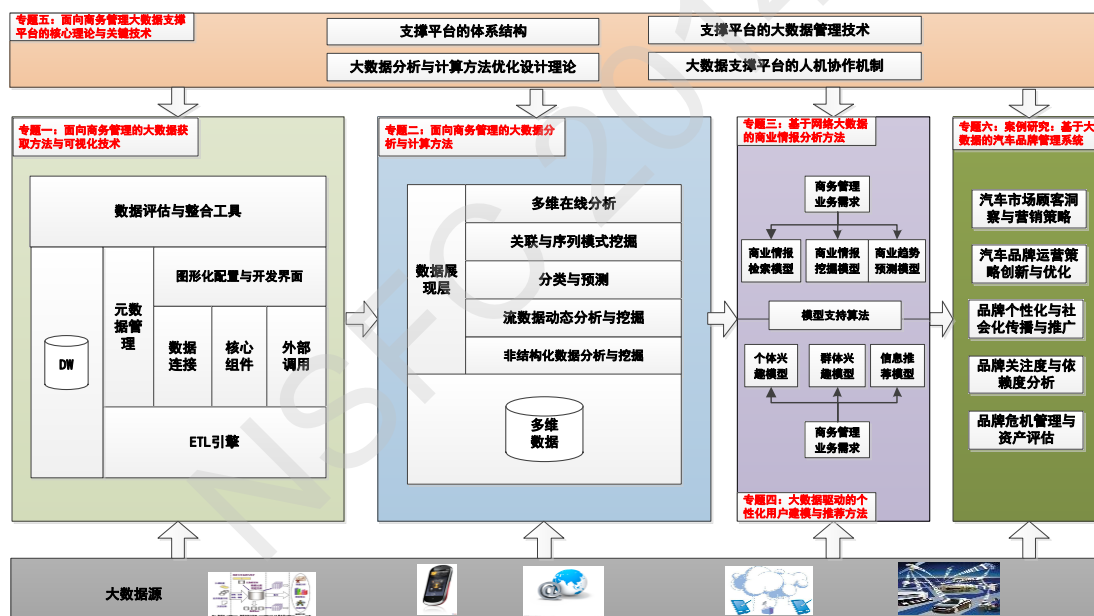 专题五：面向商务管理大数据支撑
平台的核心理论与关键技术
支撑平台的体系结构
支撑平台的大数据管理技术
大数据分析与计算方法优化设计理论
大数据支撑平台的人机协作机制
专题一：面向商务管理的大数据获
取方法与可视化技术
数据评估与整合工具
DW
元数
据管
理
图形化配置与开发界面
数据
连接
核心
组件
外部
调用
ETL引擎
专题二：面向商务管理的大数据分
析与计算方法
数据展
现层
多维在线分析
关联与序列模式挖掘
分类与预测
流数据动态分析与挖掘
非结构化数据分析与挖掘
多维
数据
专题三：基于网络大数据
的商业情报分析方法
商务管理
业务需求
商业情报
检索模型
商业情报
挖掘模型
商业趋势
预测模型
模型支持算法
个体兴
趣模型
群体兴
趣模型
信息推
荐模型
商务管理
业务需求
专题四：大数据驱动的个
性化用户建模与推荐方法
专题六：案例研究：基于大
数据的汽车品牌管理系统
汽车市场顾客洞
察与营销策略
汽车品牌运营策
略创新与优化
品牌个性化与社
会化传播与推广
品牌关注度与依
赖度分析
品牌危机管理与
资产评估
大数据源
NSFC 201